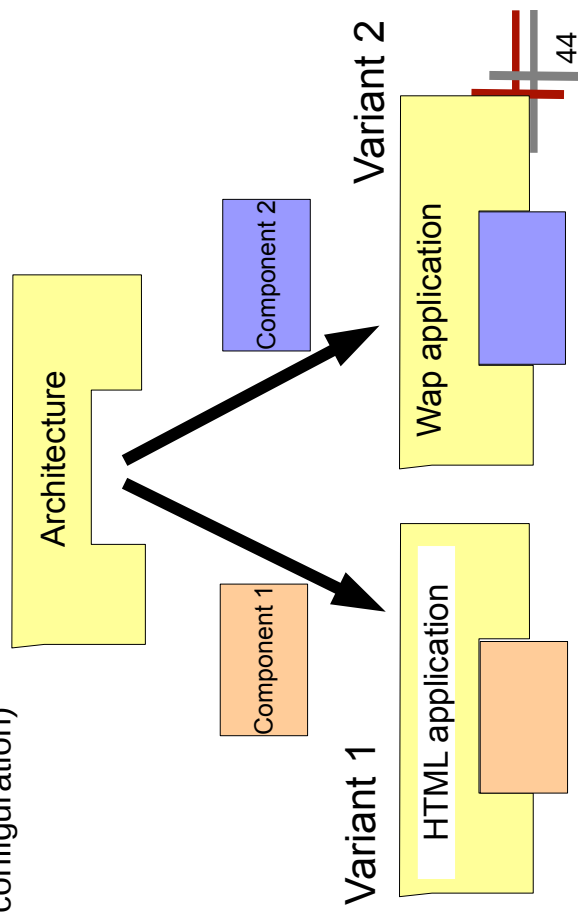 configuration)
Architecture
Component 1
Component 2
Variant 1
Variant 2
HTML application
Wap application
44